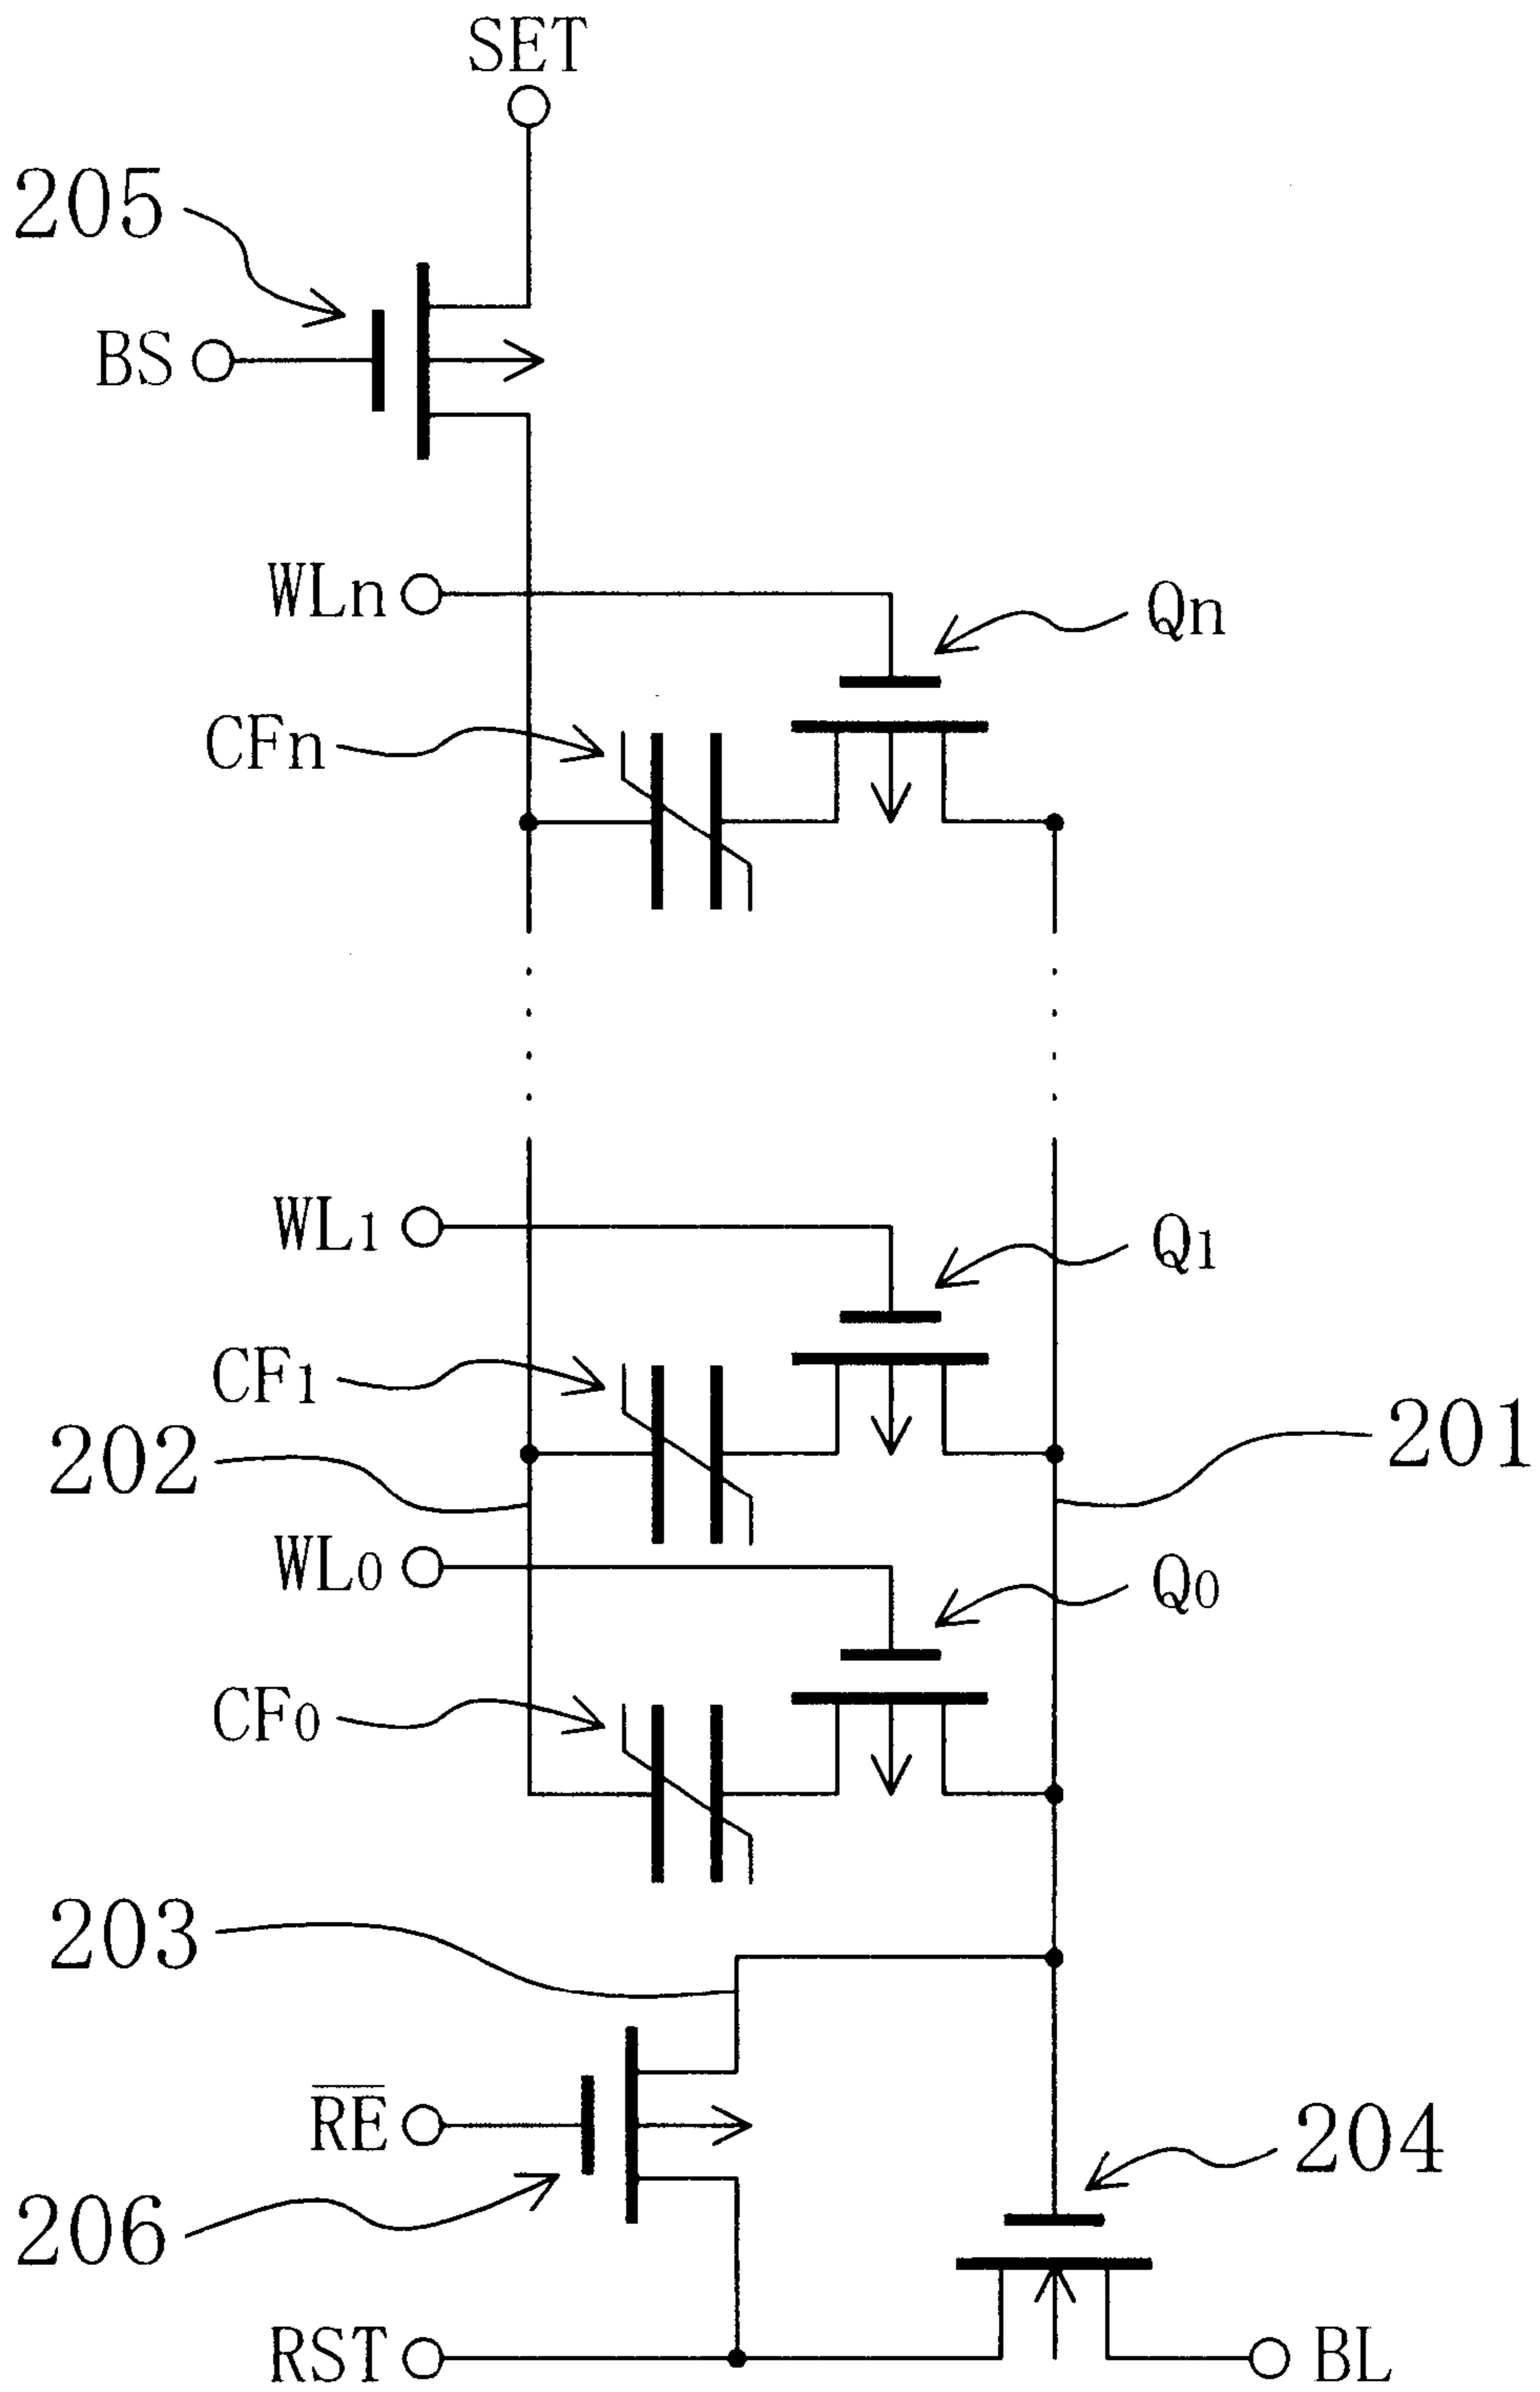 SET
205
BS
WLn
Qn
CFn
WL1
Q1
CF1
201
202
WL0
Q0
CF0
203
R̅E̅
204
206
RST
BL